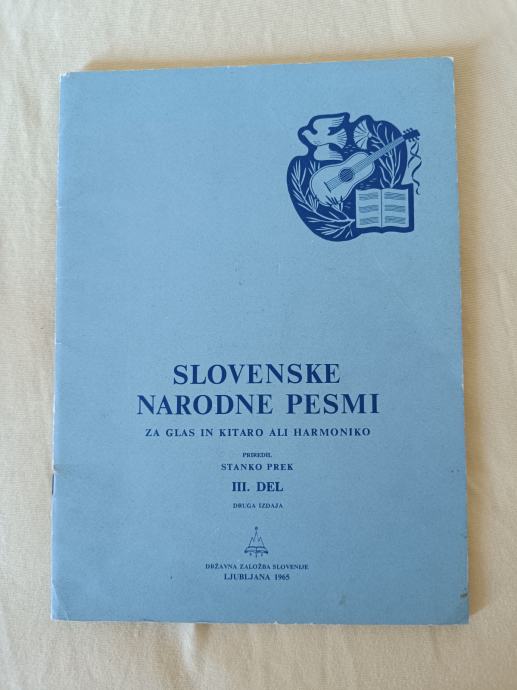 SLOVENSKE
NARODNE PESMI
ZA GLAS IN KITARO ALI HARMONIKO
PRIREDIL
STANKO PREK
III. DEL
DRUGA IZDAJA
DRŽAVNA ZALOŽBA SLOVENIJE
LJUBLJANA 1965